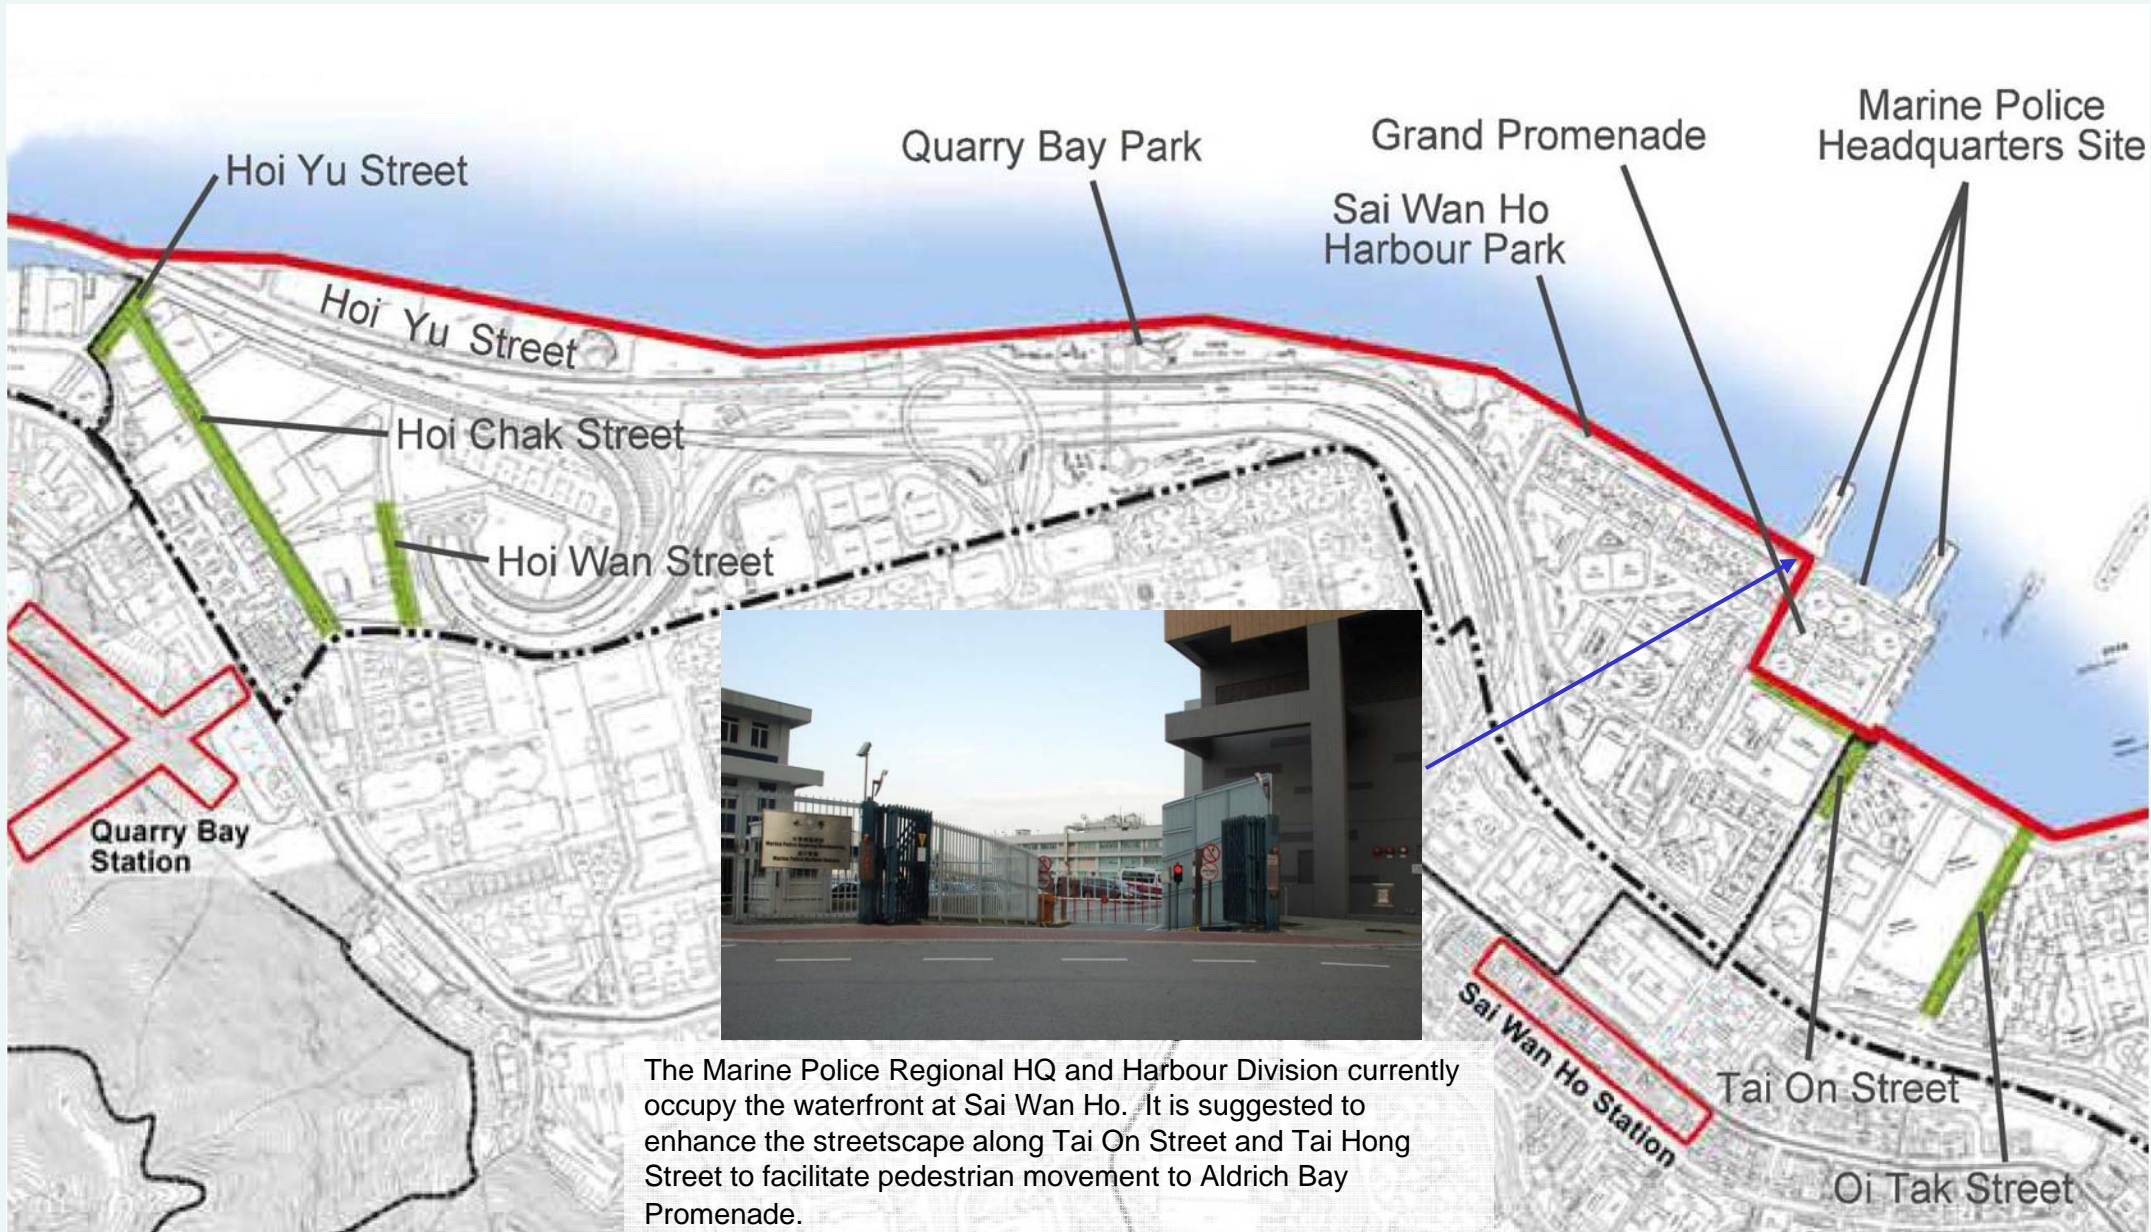 Marine Police
Headquarters Site
Grand Promenade
Quarry Bay Park
Hoi Yu Street
Sai Wan Ho
Harbour Park
Hoi Yu Street
Hoi Chak Street
Hoi Wan Street
Quarry Bay
Station
Sai Wan Ho Station
Tai On Street
Oi Tak Street
The Marine Police Regional HQ and Harbour Division currently
occupy the waterfront at Sai Wan Ho. It is suggested to
enhance the streetscape along Tai On Street and Tai Hong
Street to facilitate pedestrian movement to Aldrich Bay
Promenade.